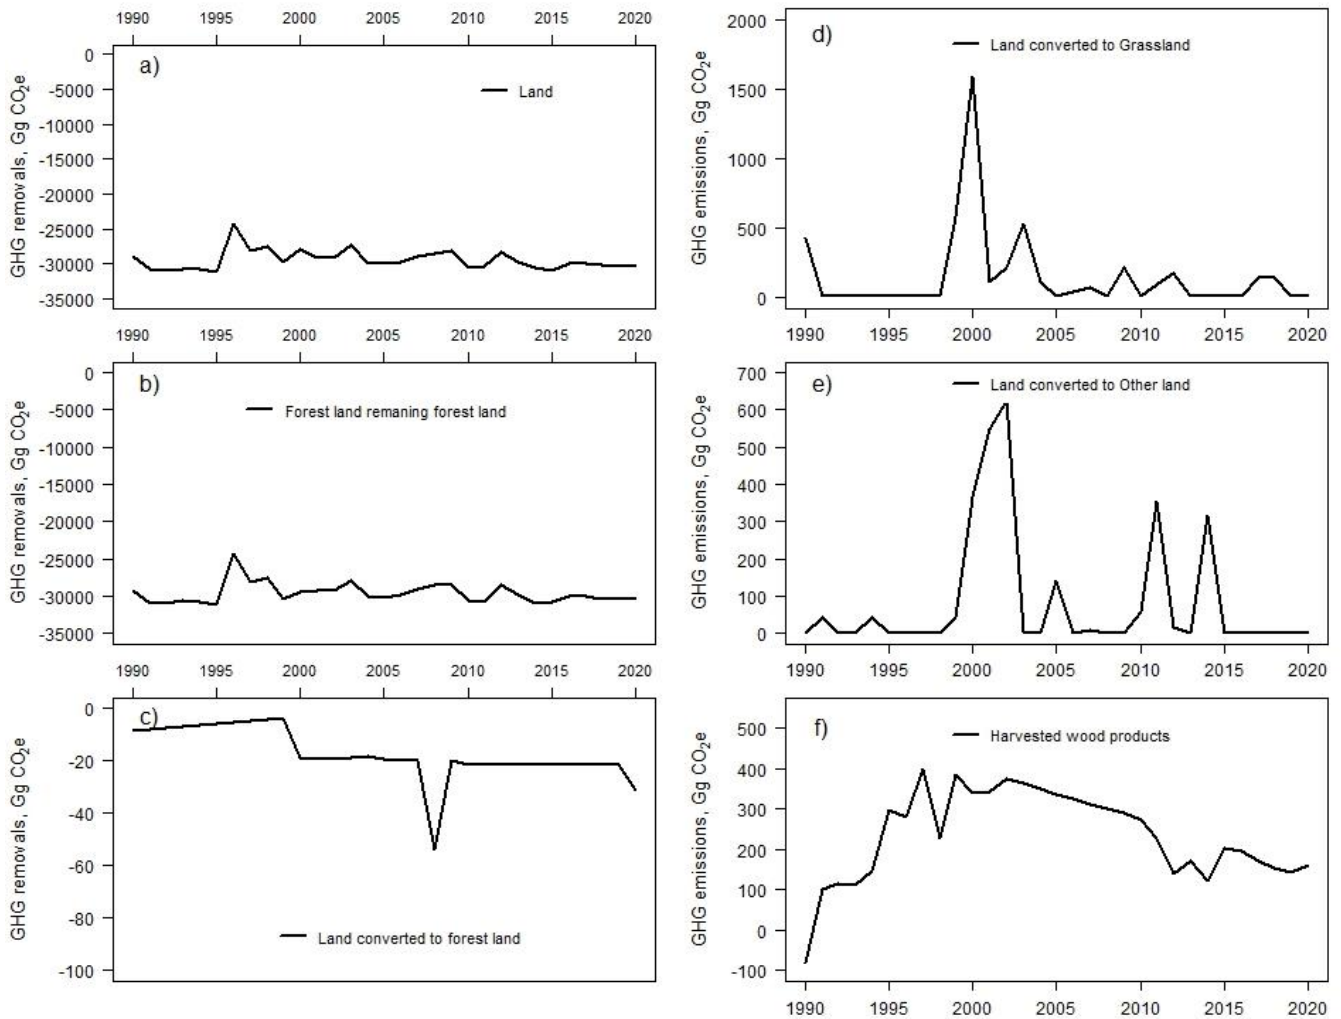 1990 1995 2000 2005 2010 2015 2020
a)
Land
GHG removals, Gg CO2e
0
-5000
-10000
-15000
-20000
-25000
-30000
-35000
1990 1995 2000 2005 2010 2015 2020
b)
Forest land remaning forest land
GHG removals, Gg CO2e
0
-5000
-10000
-15000
-20000
-25000
-30000
-35000
1990 1995 2000 2005 2010 2015 2020
c)
GHG removals, Gg CO2e
0
-20
-40
-60
-80
-100
Land converted to forest land
d)
Land converted to Grassland
GHG emissions, Gg CO2e
2000
1500
1000
500
0
1990 1995 2000 2005 2010 2015 2020
e)
Land converted to Other land
GHG emissions, Gg CO2e
700
600
500
400
300
200
100
0
1990 1995 2000 2005 2010 2015 2020
f)
Harvested wood products
GHG emissions, Gg CO2e
500
400
300
200
100
0
-100
1990 1995 2000 2005 2010 2015 2020